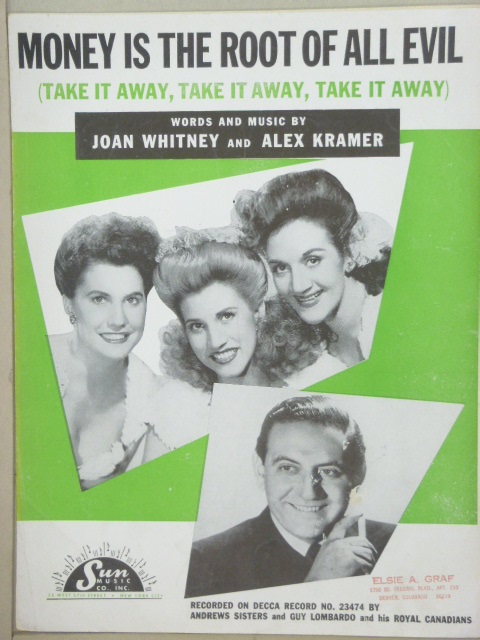 MONEY IS THE ROOT OF ALL EVIL
(TAKE IT AWAY, TAKE IT AWAY, TAKE IT AWAY)
WORDS AND MUSIC BY
JOAN WHITNEY AND ALEX KRAMER
Sun
MUSIC
CO. INC.
ELSIE A. GRAF
RECORDED ON DECCA RECORD NO. 23474 BY
ANDREWS SISTERS and GUY LOMBARDO and his ROYAL CANADIANS